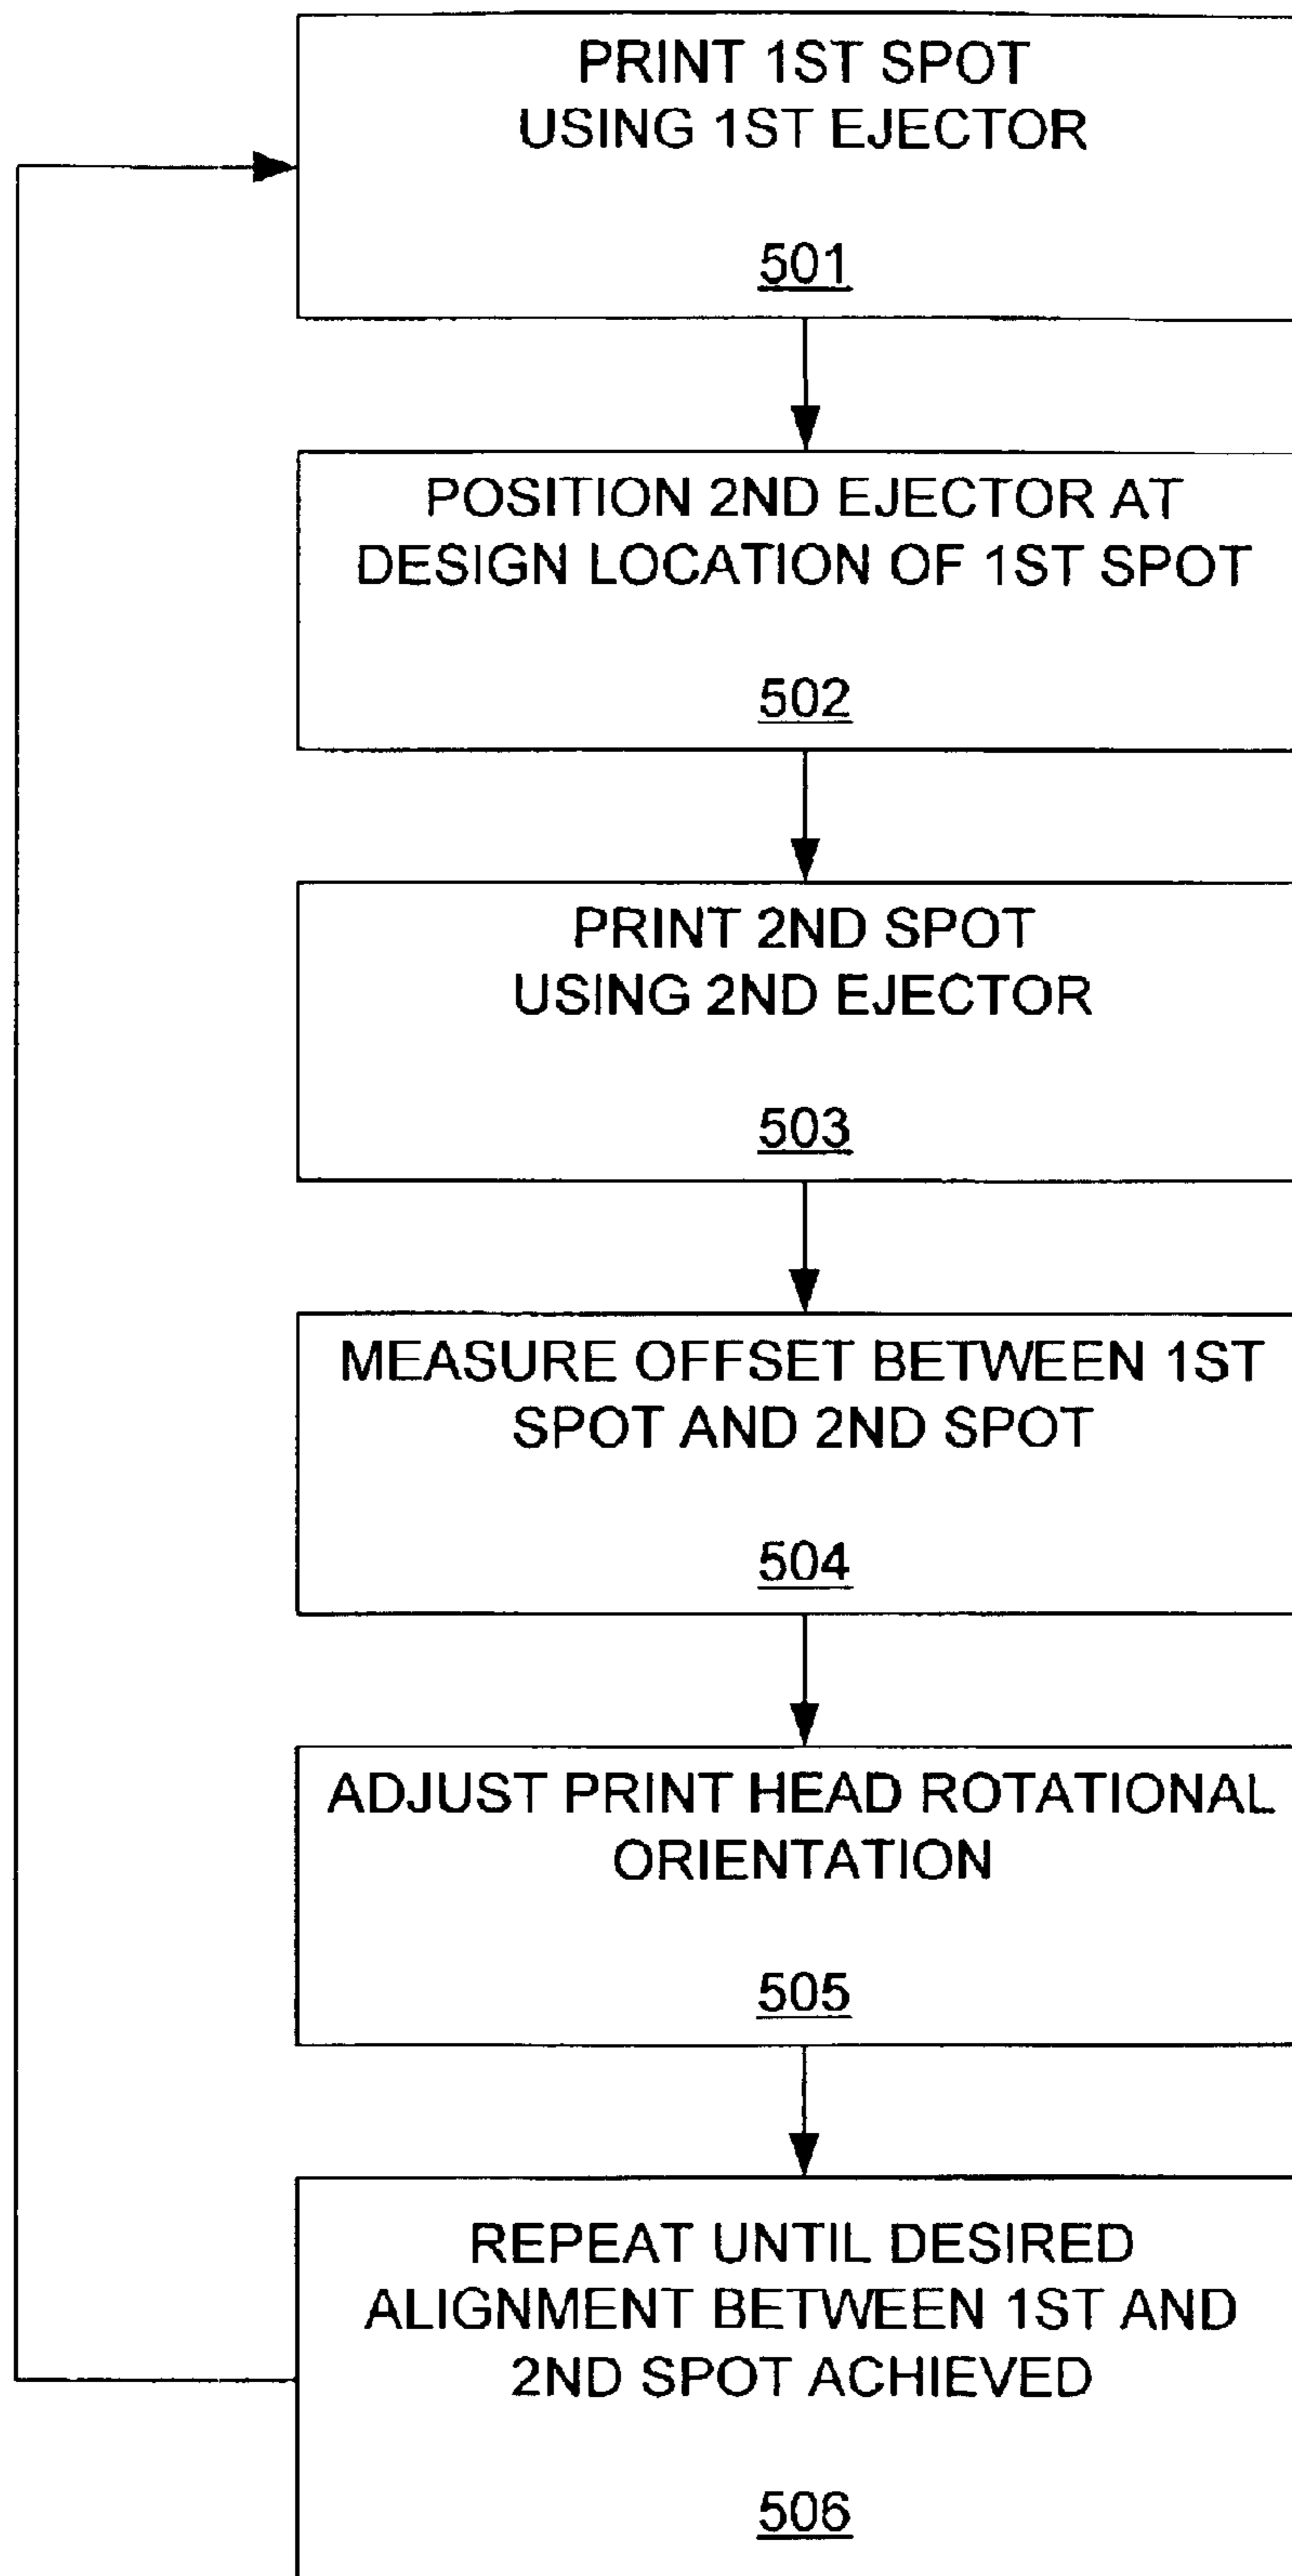 PRINT 1ST SPOT
USING 1ST EJECTOR
501
POSITION 2ND EJECTOR AT
DESIGN LOCATION OF 1ST SPOT
502
PRINT 2ND SPOT
USING 2ND EJECTOR
503
MEASURE OFFSET BETWEEN 1ST
SPOT AND 2ND SPOT
504
ADJUST PRINT HEAD ROTATIONAL
ORIENTATION
505
REPEAT UNTIL DESIRED
ALIGNMENT BETWEEN 1ST AND
2ND SPOT ACHIEVED
506